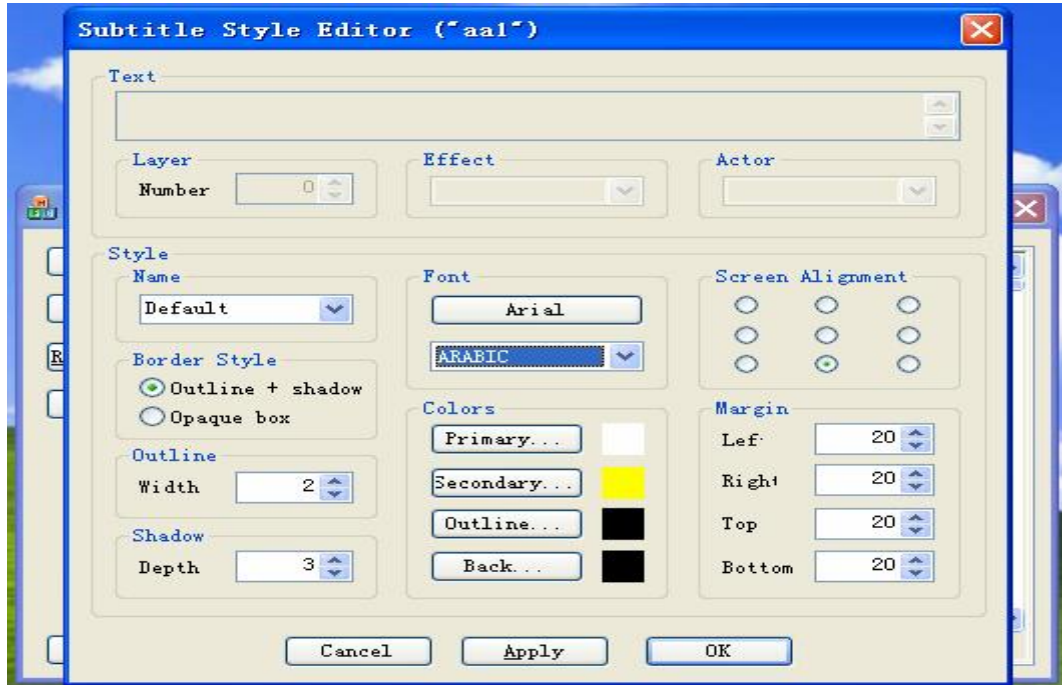 Subtitle Style Editor ("aa1")
Text
Layer
Effect
Actor
Number
0
Style
Name
Font
Screen Alignment
Default
Arial
ARABIC
Border Style
Outline + shadow
Opaque box
Colors
Margin
Primary...
Lef
20
Outline
Width
2
Secondary...
Right
20
Outline...
Top
20
Shadow
Depth
3
Back...
Bottom
20
Cancel
Apply
OK
R